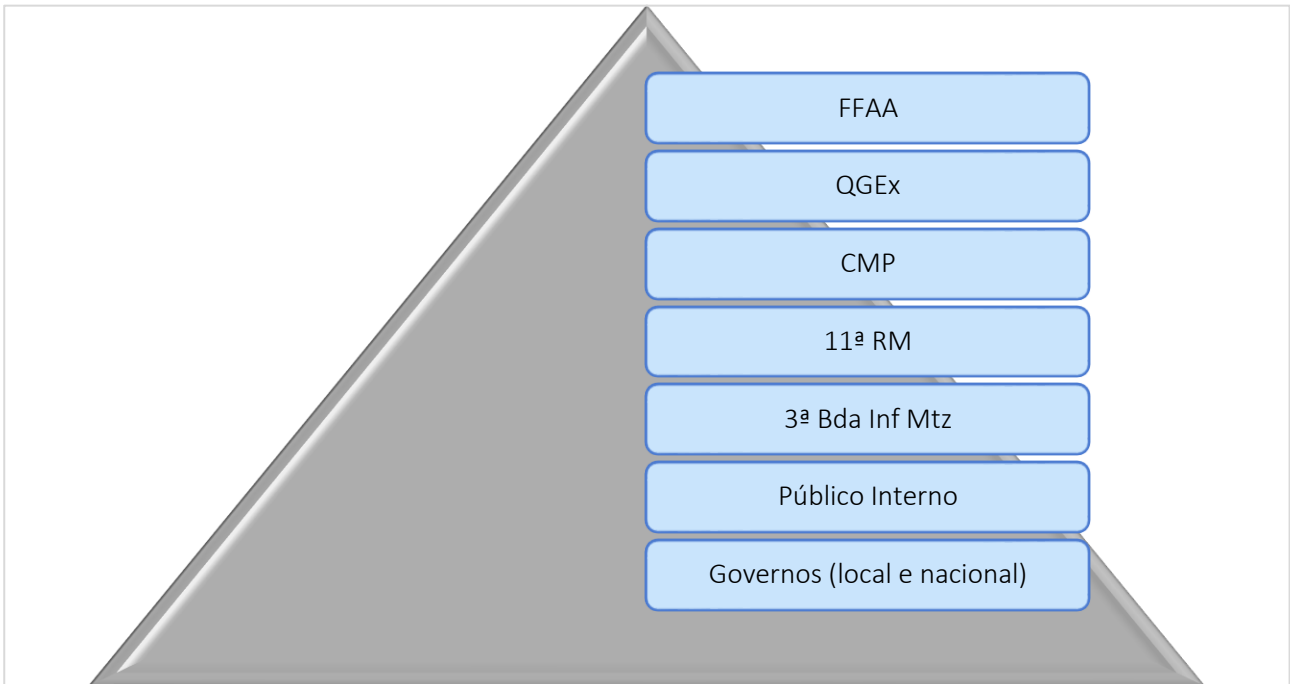 FFAA
QGEx
CMP
11ª RM
3ª Bda Inf Mtz
Público Interno
Governos (local e nacional)